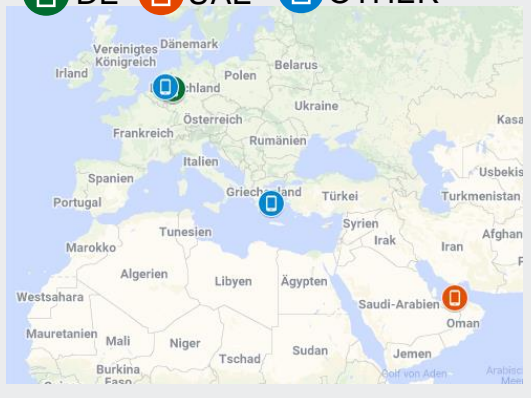 DE UAE OTHER
Vereinigtes Königreich
Dänemark
Irland
Belarus
Polen
Ukraine
Kasa
Österreich
Frankreich
Rumänien
Italien
Usbekis
Spanien
Griechenland
Türkei
Turkmenistan
Portugal
Syrien
Tunesien
Irak
Iran
Afghan
Marokko
Algerien
Libyen
Ägypten
Westsahara
Saudi-Arabien
Oman
Mauretanien
Mali
Niger
Tschad
Sudan
Jemen
Golf von Aden
Arabisc
Meer
Burkina
Faso